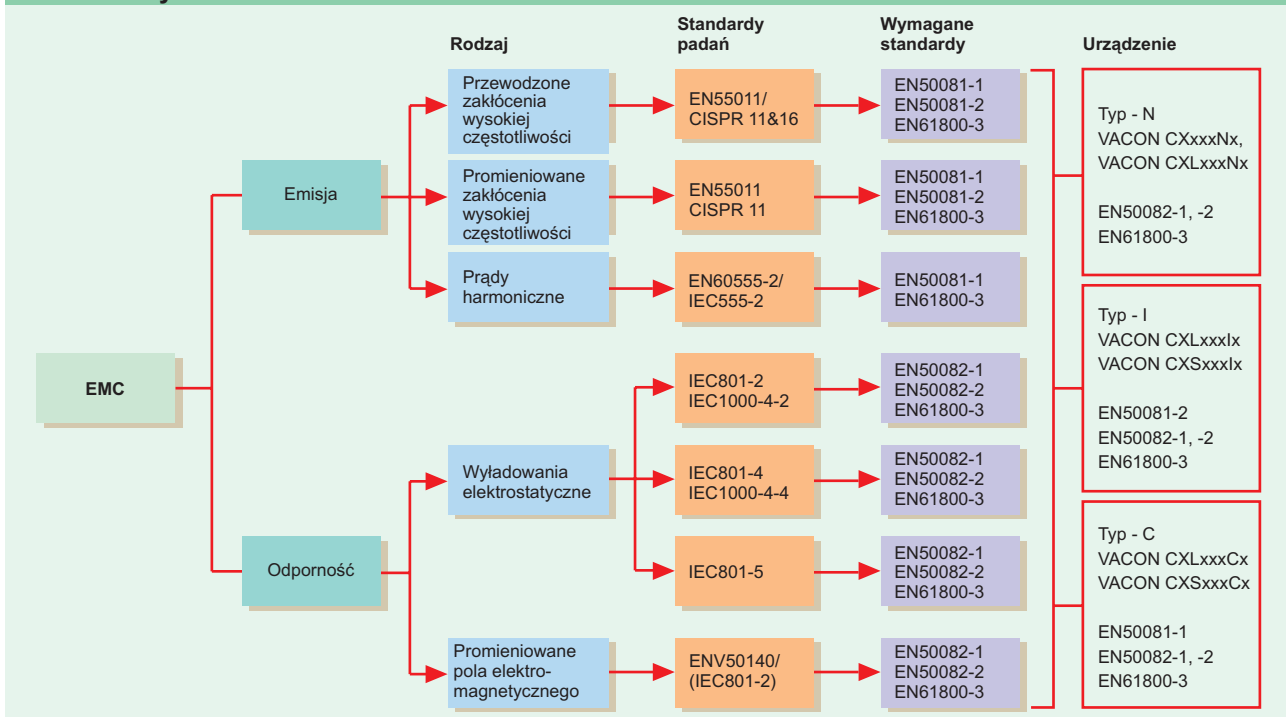 Rodzaj
Standardy
padań
Wymagane
standardy
Urządzenie
EMC
Emisja
Przewodzone
zakłócenia
wysokiej
częstotliwości
EN55011/
CISPR 11&16
EN50081-1
EN50081-2
EN61800-3
Promieniowane
zakłócenia
wysokiej
częstotliwości
EN55011
CISPR 11
EN50081-1
EN50081-2
EN61800-3
Prądy
harmoniczne
EN60555-2/
IEC555-2
EN50081-1
EN61800-3
Odporność
Wyładowania
elektrostatyczne
IEC801-2
IEC1000-4-2
EN50082-1
EN50082-2
EN61800-3
IEC801-4
IEC1000-4-4
EN50082-1
EN50082-2
EN61800-3
IEC801-5
EN50082-1
EN50082-2
EN61800-3
Promieniowane
pola elektro-
magnetycznego
ENV50140/
(IEC801-2)
EN50082-1
EN50082-2
EN61800-3
Typ - N
VACON CXxxxNx,
VACON CXLxxxNx
EN50082-1, -2
EN61800-3
Typ - I
VACON CXLxxxIx
VACON CXSxxxIx
EN50081-2
EN50082-1, -2
EN61800-3
Typ - C
VACON CXLxxxCx
VACON CXSxxxCx
EN50081-1
EN50082-1, -2
EN61800-3